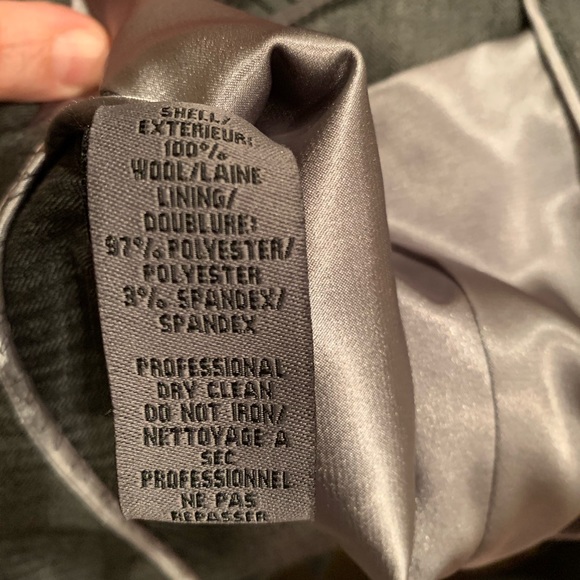 SHELL/
EXTERIEUR:
100%
WOOL/LAINE
LINING/
DOUBLURE:
97% POLYESTER/
POLYESTER
3% SPANDEX/
SPANDEX
PROFESSIONAL
DRY CLEAN
DO NOT IRON/
NETTOYAGE A
SEC
PROFESSIONNEL
NE PAS
REPASSER